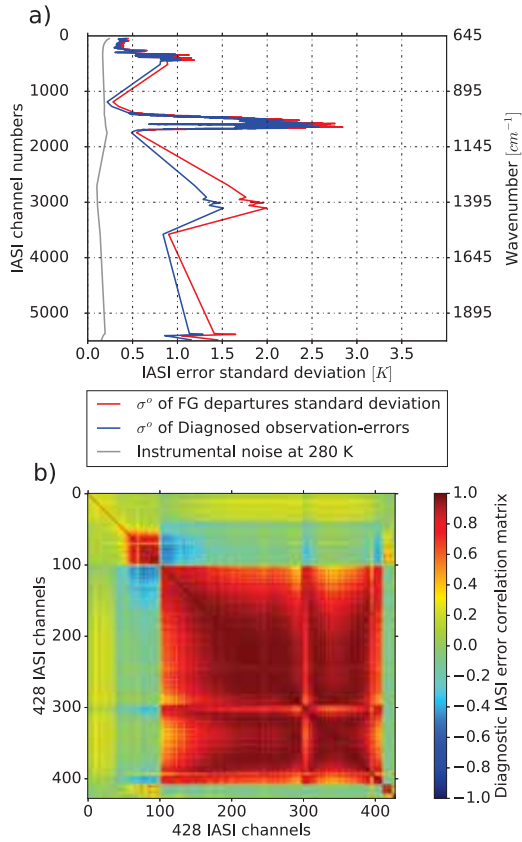 a)
0
1000
2000
3000
4000
5000
IASI channel numbers
645
895
1145
1395
1645
1895
Wavenumber [cm⁻¹]
0.0 0.5 1.0 1.5 2.0 2.5 3.0 3.5
IASI error standard deviation [K]
σᵒ of FG departures standard deviation
σᵒ of Diagnosed observation-errors
Instrumental noise at 280 K
b)
0
100
200
300
400
428 IASI channels
0 100 200 300 400
428 IASI channels
1.0
0.8
0.6
0.4
0.2
0.0
−0.2
−0.4
−0.6
−0.8
−1.0
Diagnostic IASI error correlation matrix